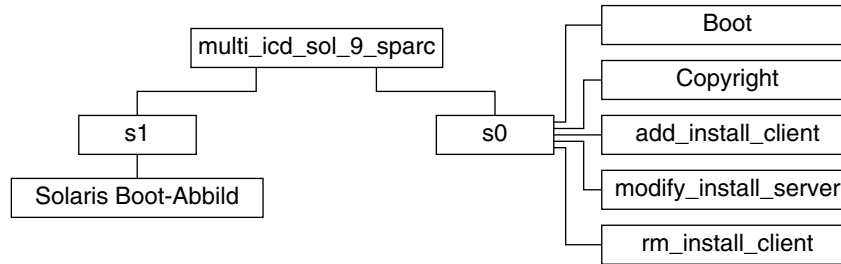 multi_icd_sol_9_sparc
s1
s0
Solaris Boot-Abbild
Boot
Copyright
add_install_client
modify_install_server
rm_install_client